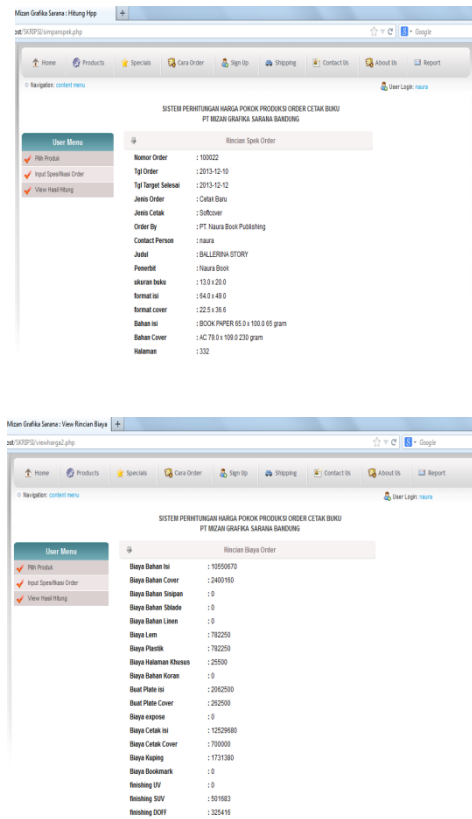 Mizan Grafika Sarana : Hitung Hpp
ost/SKRIPSI/simpanspek.php
Google
Home Products Specials Cara Order Sign Up Shipping Contact Us About Us Report
Navigation: content menu
User Login: naura
SISTEM PERHITUNGAN HARGA POKOK PRODUKSI ORDER CETAK BUKU
PT MIZAN GRAFIKA SARANA BANDUNG
User Menu
Pilih Produk
Input Spesifikasi Order
View Hasil Hitung
Rincian Spek Order
Nomor Order : 100022
Tgl Order : 2013-12-10
Tgl Target Selesai : 2013-12-12
Jenis Order : Cetak Baru
Jenis Cetak : Softcover
Order By : PT. Naura Book Publishing
Contact Person : naura
Judul : BALLERINA STORY
Penerbit : Naura Book
ukuran buku : 13.0 x 20.0
format isi : 64.0 x 49.0
format cover : 22.5 x 36.6
Bahan isi : BOOK PAPER 65.0 x 100.0 65 gram
Bahan Cover : AC 79.0 x 109.0 230 gram
Halaman : 332
Mizan Grafika Sarana : View Rincian Biaya
ost/SKRIPSI/viewharga2.php
Google
Home Products Specials Cara Order Sign Up Shipping Contact Us About Us Report
Navigation: content menu
User Login: naura
SISTEM PERHITUNGAN HARGA POKOK PRODUKSI ORDER CETAK BUKU
PT MIZAN GRAFIKA SARANA BANDUNG
User Menu
Pilih Produk
Input Spesifikasi Order
View Hasil Hitung
Rincian Biaya Order
Biaya Bahan Isi : 10550670
Biaya Bahan Cover : 2400160
Biaya Bahan Sisipan : 0
Biaya Bahan Sblade : 0
Biaya Bahan Linen : 0
Biaya Lem : 782250
Biaya Plastik : 782250
Biaya Halaman Khusus : 25500
Biaya Bahan Koran : 0
Buat Plate isi : 2062500
Buat Plate Cover : 262500
Biaya expose : 0
Biaya Cetak isi : 12529680
Biaya Cetak Cover : 700000
Biaya Kuping : 1731380
Biaya Bookmark : 0
finishing UV : 0
finishing SUV : 501683
finishing DOFF : 325416